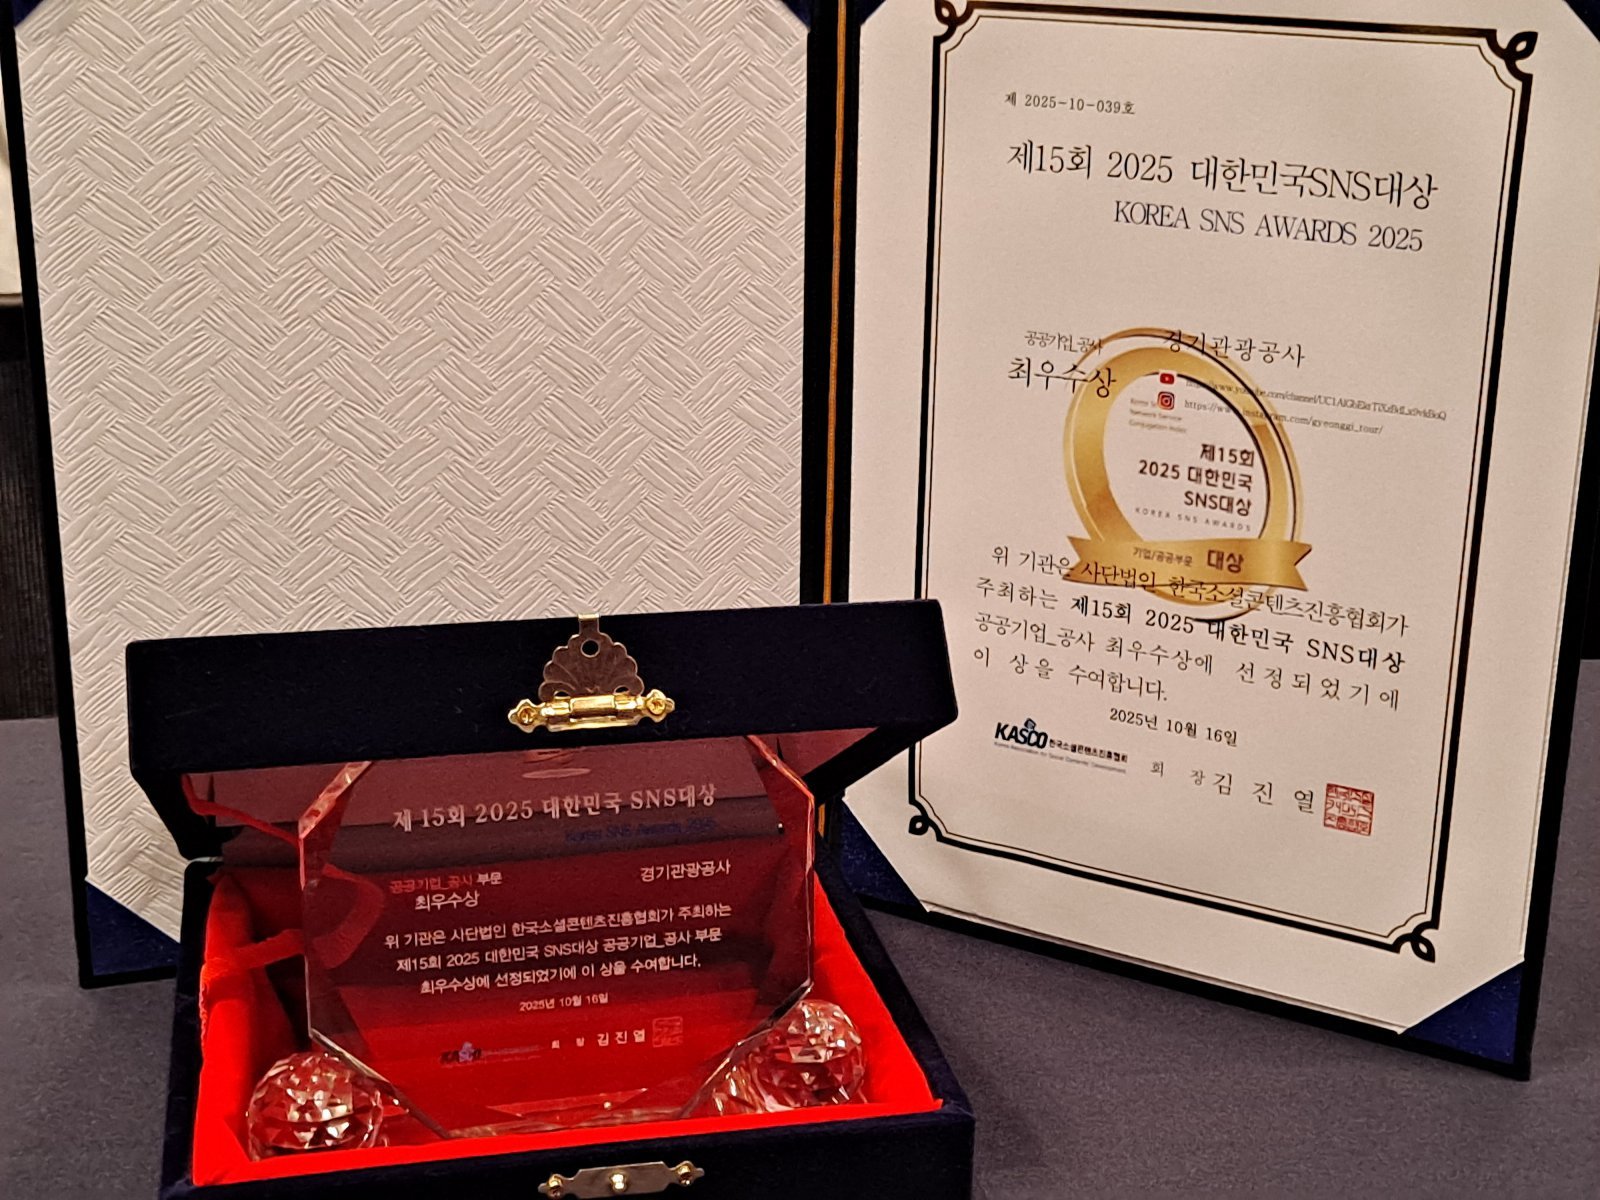 제 2025-10-039호
제15회 2025 대한민국SNS대상
KOREA SNS AWARDS 2025
공공기업_공사
경기관광공사
최우수상
https://www.instagram.com/gyeonggi_tour/
제15회
2025 대한민국
SNS대상
KOREA SNS AWARDS
기업/공공부문 대상
위 기관은 사단법인 한국소셜콘텐츠진흥협회가
주최하는 제15회 2025 대한민국 SNS대상
공공기업_공사 최우수상에 선정되었기에
이 상을 수여합니다.
2025년 10월 16일
KASCO 한국소셜콘텐츠진흥협회
회 장 김 진 열
제 15회 2025 대한민국 SNS대상
Korea SNS Awards 2025
공공기업_공사 부문
경기관광공사
최우수상
위 기관은 사단법인 한국소셜콘텐츠진흥협회가 주최하는
제15회 2025 대한민국 SNS대상 공공기업_공사 부문
최우수상에 선정되었기에 이 상을 수여합니다.
2025년 10월 16일
KASCO
회 장 김 진 열